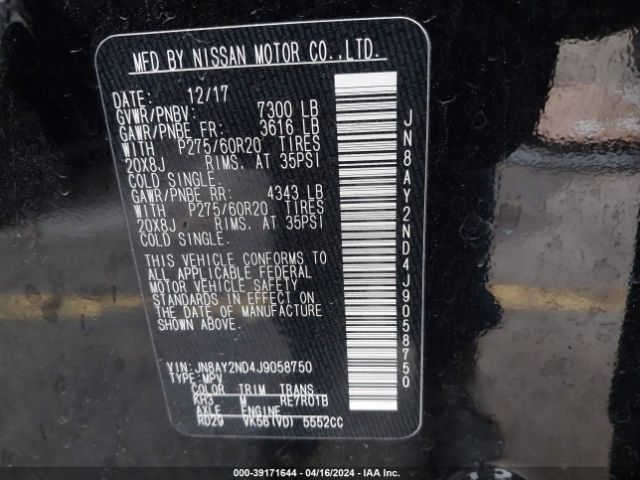 MFD BY NISSAN MOTOR CO.,LTD.
DATE: 12/17
GVWR/PNBV: 7300 LB
GAWR/PNBE FR: 3616 LB
WITH P275/60R20 TIRES
20X8J RIMS. AT 35PSI
COLD SINGLE.
GAWR/PNBE RR: 4343 LB
WITH P275/60R20 TIRES
20X8J RIMS. AT 35PSI
COLD SINGLE.
THIS VEHICLE CONFORMS TO
ALL APPLICABLE FEDERAL
MOTOR VEHICLE SAFETY
STANDARDS IN EFFECT ON
THE DATE OF MANUFACTURE
SHOWN ABOVE.
VIN: JN8AY2ND4J9058750
TYPE: MPV
COLOR TRIM TRANS
KH3 M RE7R01B
AXLE ENGINE
RD29 VK56(VD) 5552CC
JN8AY2ND4J9058750
000-39171644 - 04/16/2024 - IAA Inc.